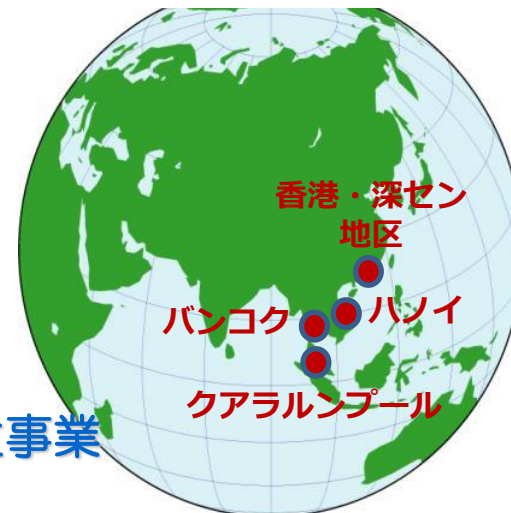 香港・深セン
地区
バンコク
ハノイ
クアラルンプール
事業